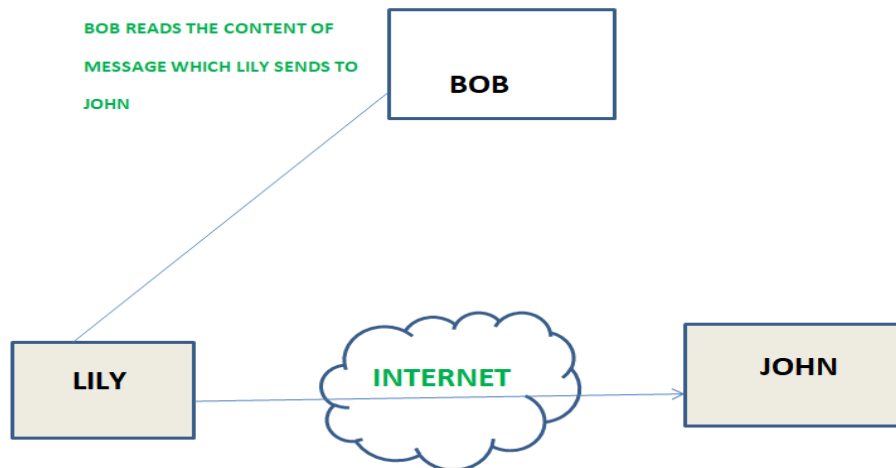 BOB READS THE CONTENT OF
MESSAGE WHICH LILY SENDS TO
JOHN
BOB
LILY
INTERNET
JOHN